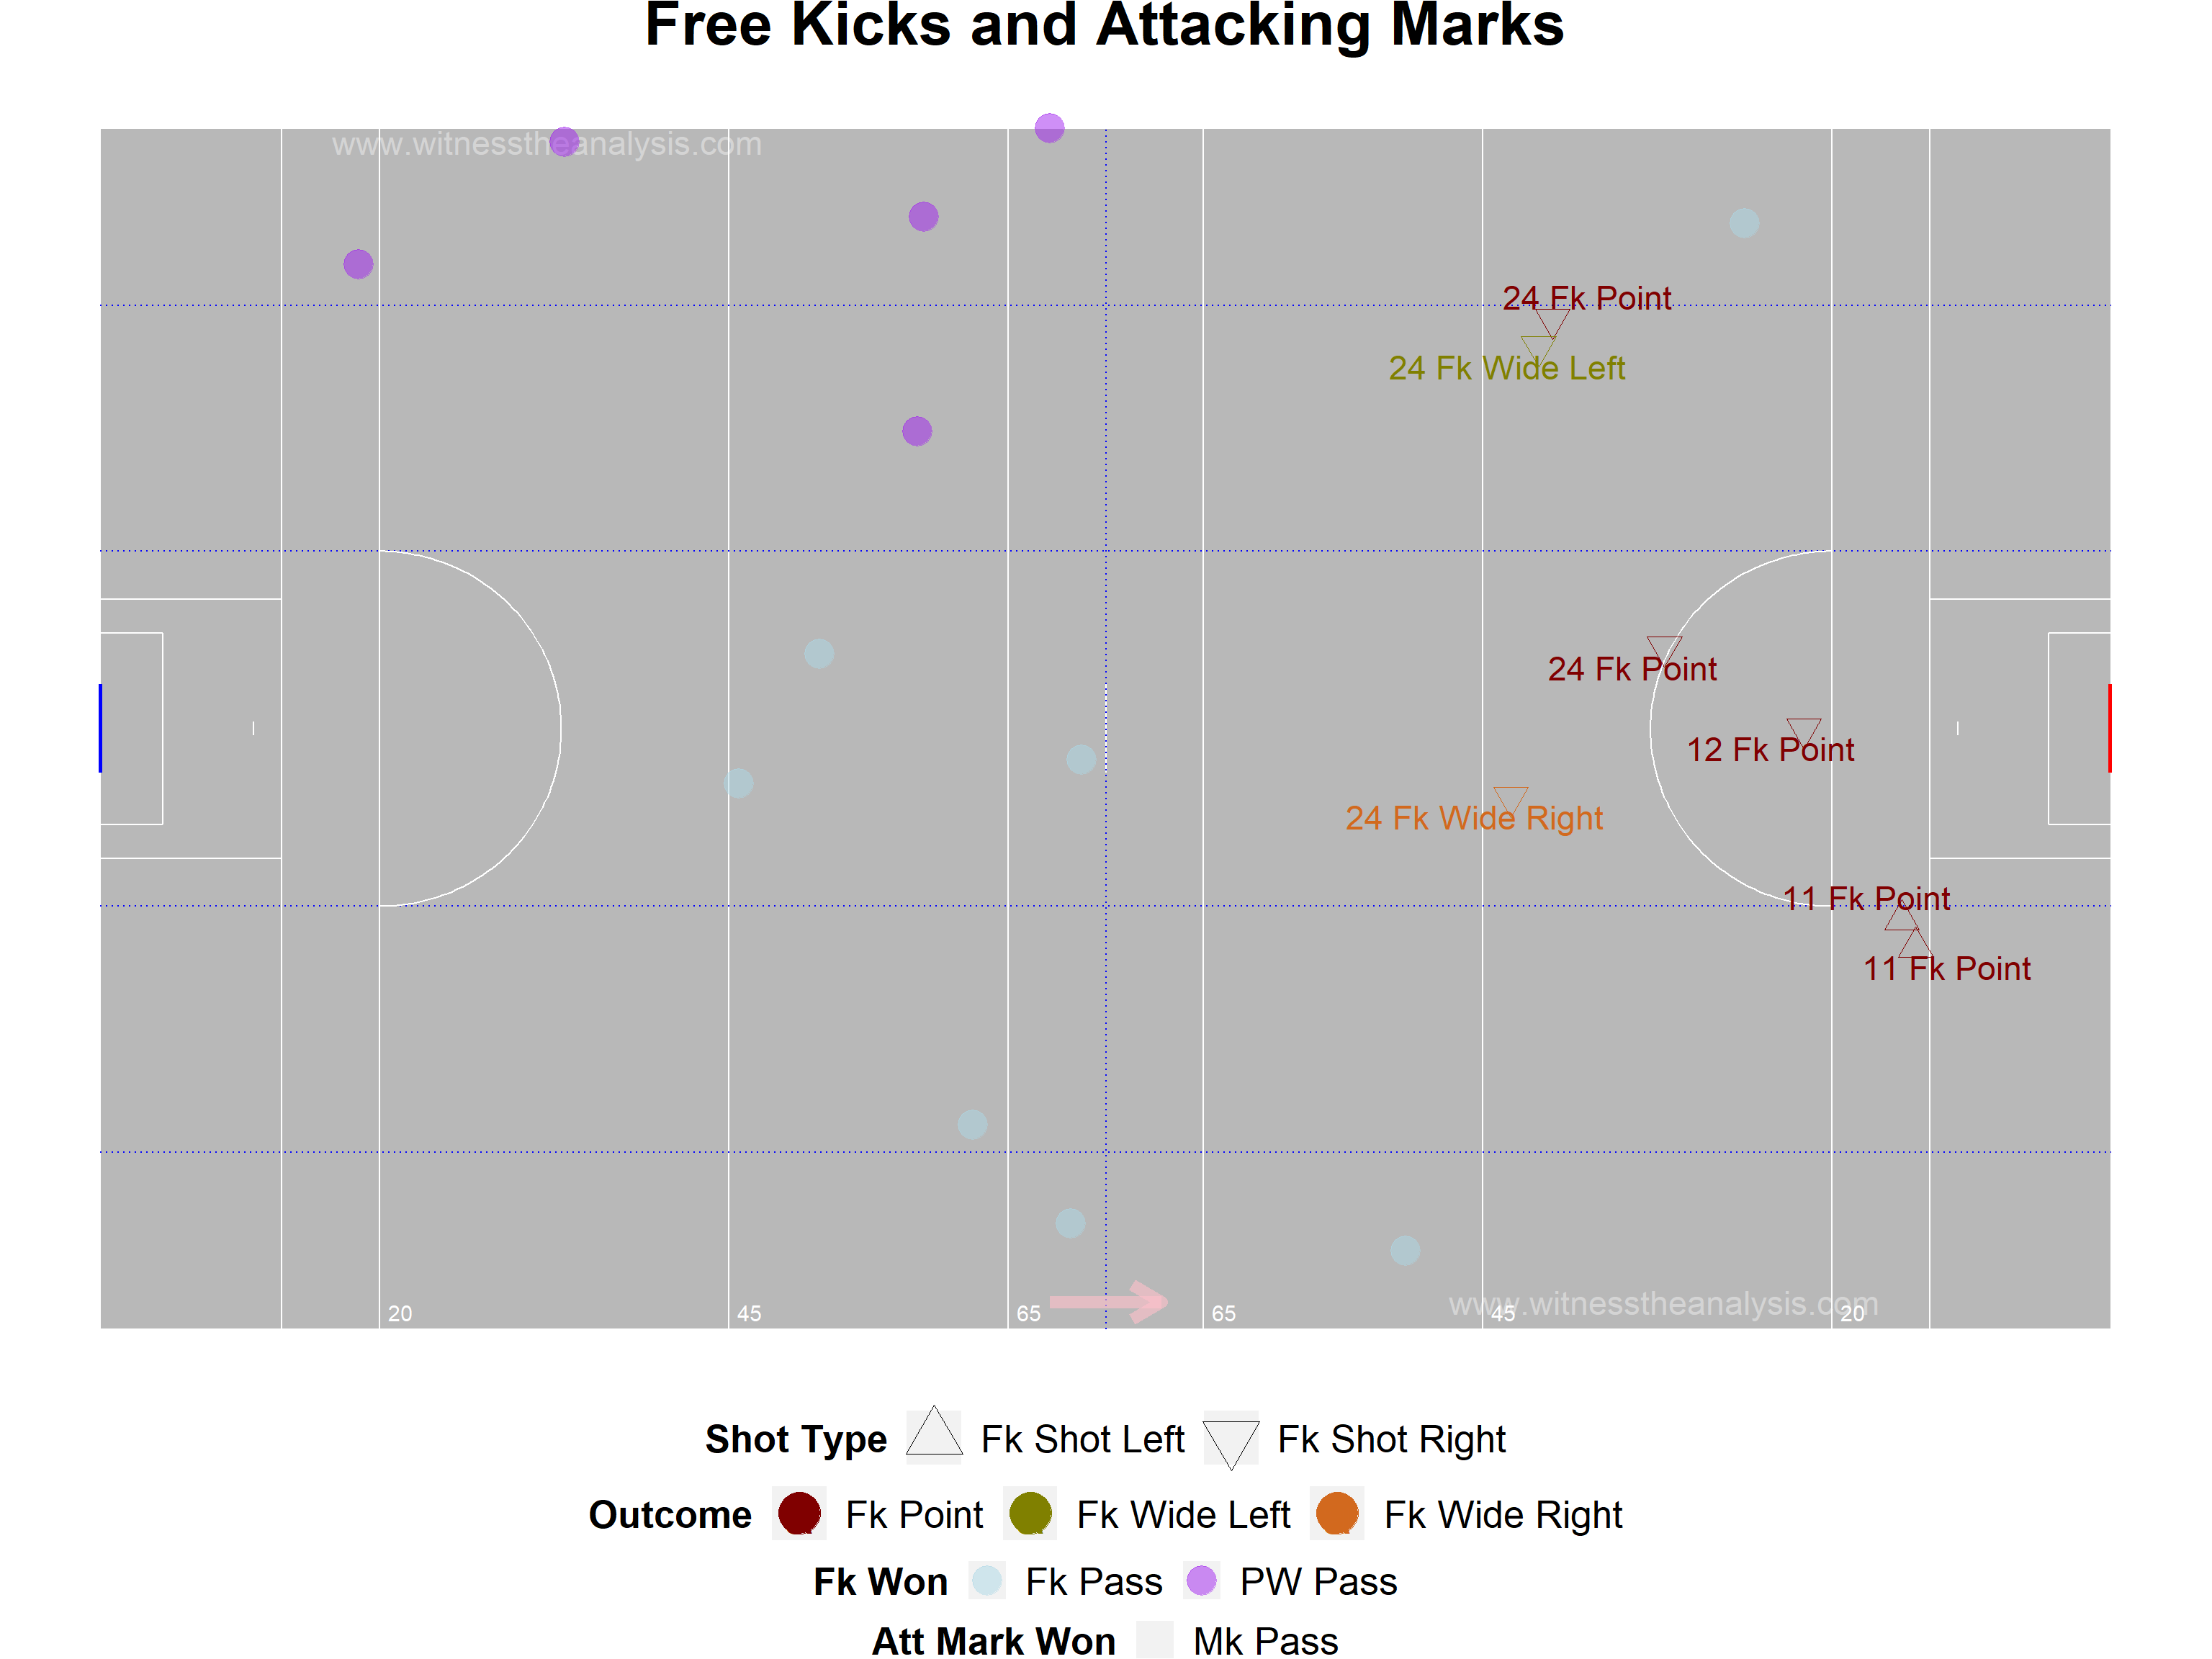 Free Kicks and Attacking Marks
www.witnesstheanalysis.com
24 Fk Point
24 Fk Wide Left
24 Fk Point
12 Fk Point
24 Fk Wide Right
11 Fk Point
11 Fk Point
www.witnesstheanalysis.com
20 45 65 65 45 20
Shot Type Fk Shot Left Fk Shot Right
Outcome Fk Point Fk Wide Left Fk Wide Right
Fk Won Fk Pass PW Pass
Att Mark Won Mk Pass